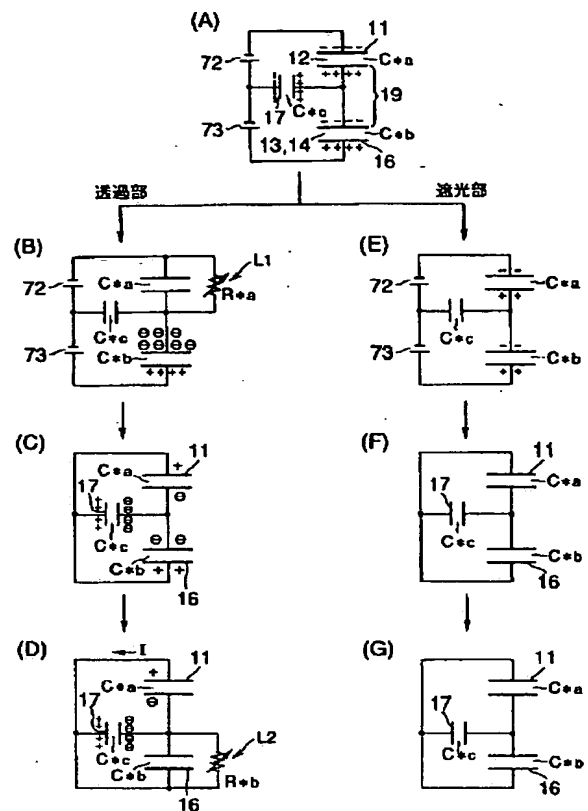 (A)
11
72
12
C*a
17
C*c
19
73
13,14
C*b
16
透過部
遮光部
(B)
L1
72
C*a
R*a
C*c
73
C*b
(E)
72
C*a
C*c
73
C*b
(C)
11
C*a
17
C*c
C*b
16
(F)
11
C*a
17
C*c
C*b
16
(D)
I
11
C*a
17
L2
C*c
C*b
R*b
16
(G)
11
C*a
17
C*c
C*b
16